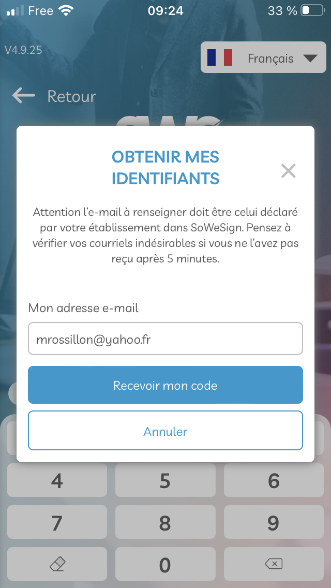 Free 09:24 33 %
V4.9.25
Français
Retour
OBTENIR MES
IDENTIFIANTS
Attention l'e-mail à renseigner doit être celui déclaré
par votre établissement dans SoWeSign. Pensez à
vérifier vos courriels indésirables si vous ne l'avez pas
reçu après 5 minutes.
Mon adresse e-mail
mrossillon@yahoo.fr
Recevoir mon code
Annuler
4 5 6
7 8 9
0